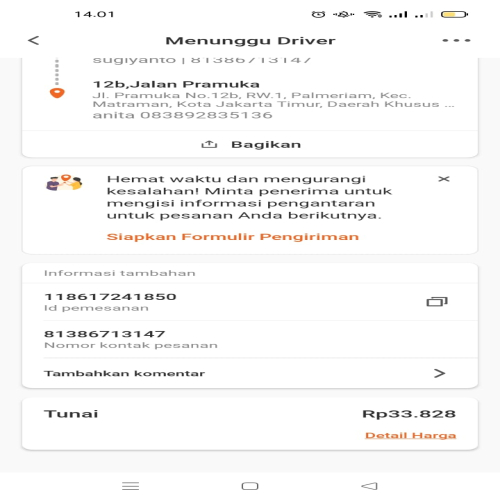 14.01
Menunggu Driver
sugiyanto | 81386713147
12b,Jalan Pramuka
Jl. Pramuka No.12b, RW.1, Palmeriam, Kec.
Matraman, Kota Jakarta Timur, Daerah Khusus ...
anita 083892835136
Bagikan
Hemat waktu dan mengurangi
kesalahan! Minta penerima untuk
mengisi informasi pengantaran
untuk pesanan Anda berikutnya.
Siapkan Formulir Pengiriman
Informasi tambahan
118617241850
Id pemesanan
81386713147
Nomor kontak pesanan
Tambahkan komentar
Tunai
Rp33.828
Detail Harga